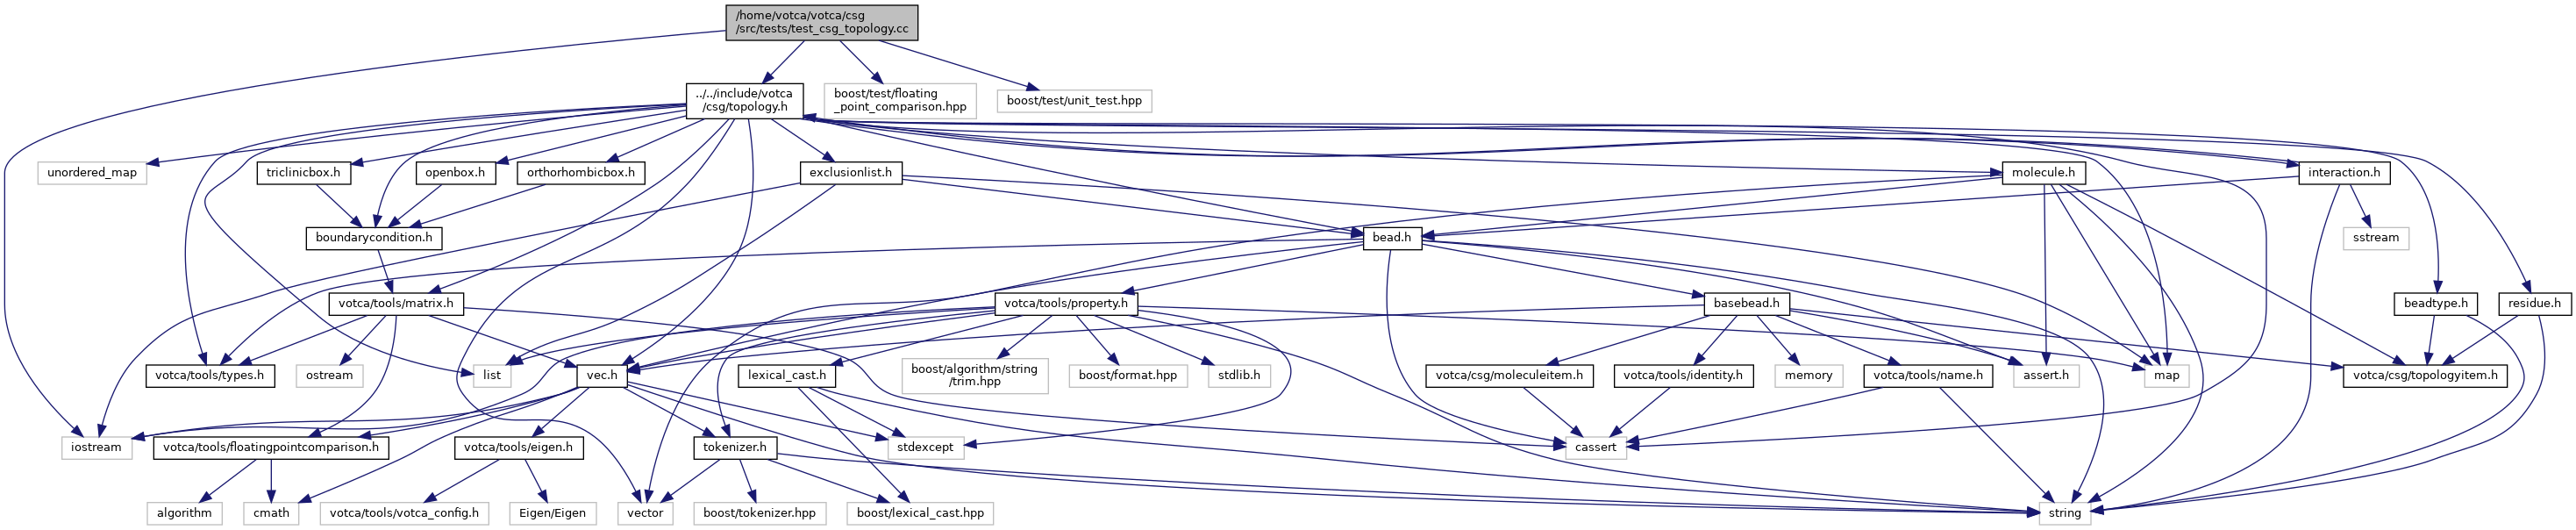 /home/votca/votca/csg
/src/tests/test_csg_topology.cc
../../include/votca
/csg/topology.h
boost/test/floating
_point_comparison.hpp
boost/test/unit_test.hpp
unordered_map
triclinicbox.h
openbox.h
orthorhombicbox.h
exclusionlist.h
molecule.h
interaction.h
boundarycondition.h
bead.h
sstream
votca/tools/matrix.h
votca/tools/property.h
basebead.h
beadtype.h
residue.h
votca/tools/types.h
ostream
list
vec.h
lexical_cast.h
boost/algorithm/string
/trim.hpp
boost/format.hpp
stdlib.h
votca/csg/moleculeitem.h
votca/tools/identity.h
memory
votca/tools/name.h
assert.h
map
votca/csg/topologyitem.h
iostream
votca/tools/floatingpointcomparison.h
votca/tools/eigen.h
tokenizer.h
stdexcept
cassert
algorithm
cmath
votca/tools/votca_config.h
Eigen/Eigen
vector
boost/tokenizer.hpp
boost/lexical_cast.hpp
string